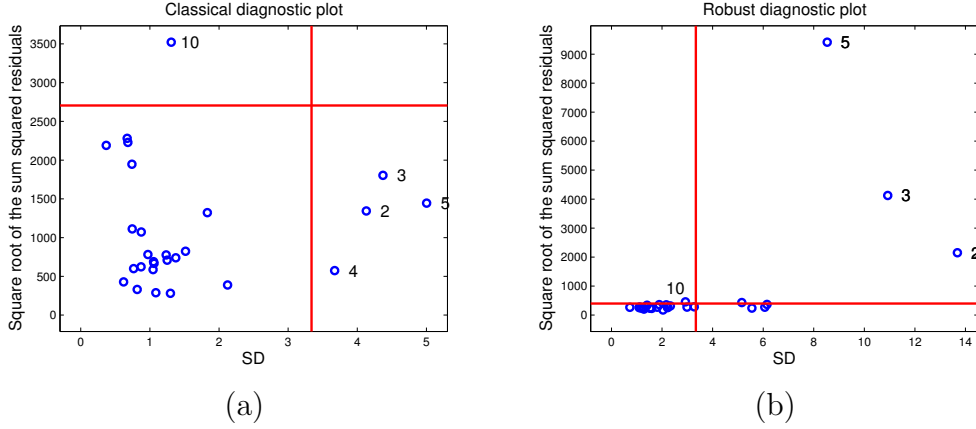 Classical diagnostic plot
Square root of the sum squared residuals
3500
3000
2500
2000
1500
1000
500
0
10
3
2
5
4
0 1 2 3 4 5
SD
(a)
Robust diagnostic plot
Square root of the sum squared residuals
9000
8000
7000
6000
5000
4000
3000
2000
1000
0
5
3
2
10
0 2 4 6 8 10 12 14
SD
(b)